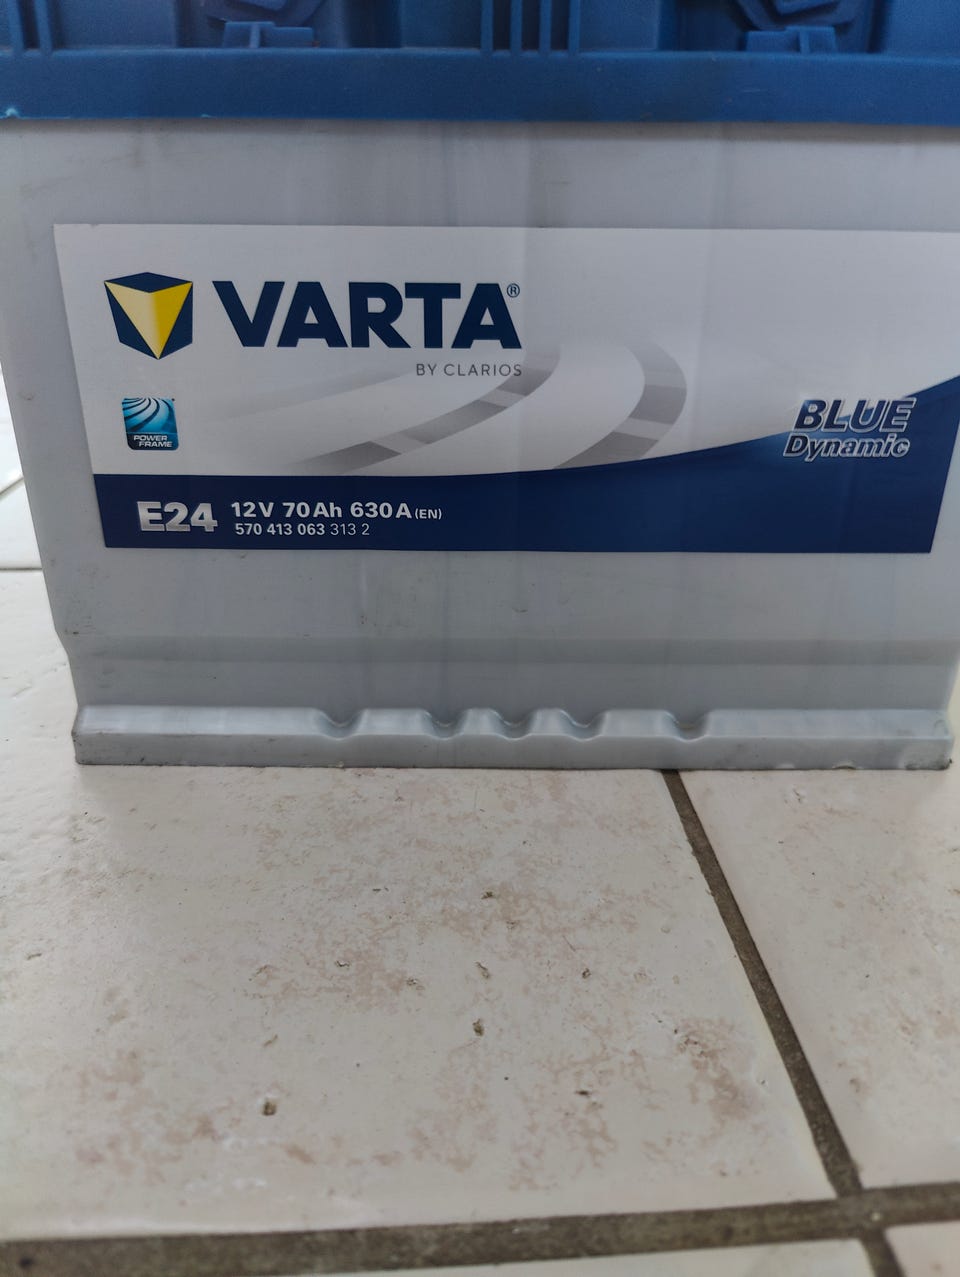 VARTA®
BY CLARIOS
POWER
FRAME
BLUE
Dynamic
E24 12V 70Ah 630A (EN)
570 413 063 313 2